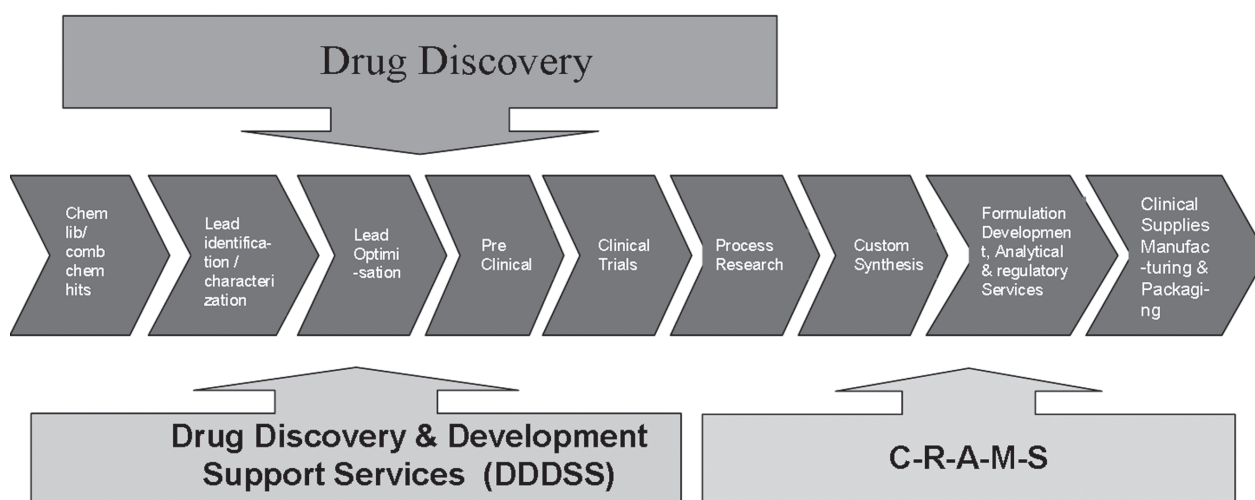 Drug Discovery
Chem
lib/
comb
chem
hits
Lead
identifica-
tion /
characteri
zation
Lead
Optimi
-sation
Pre
Clinical
Clinical
Trials
Process
Research
Custom
Synthesis
Formulation
Developmen
t, Analytical
& regulatory
Services
Clinical
Supplies
Manufac
-turing &
Packagi-
ng
Drug Discovery & Development
Support Services (DDDSS)
C-R-A-M-S